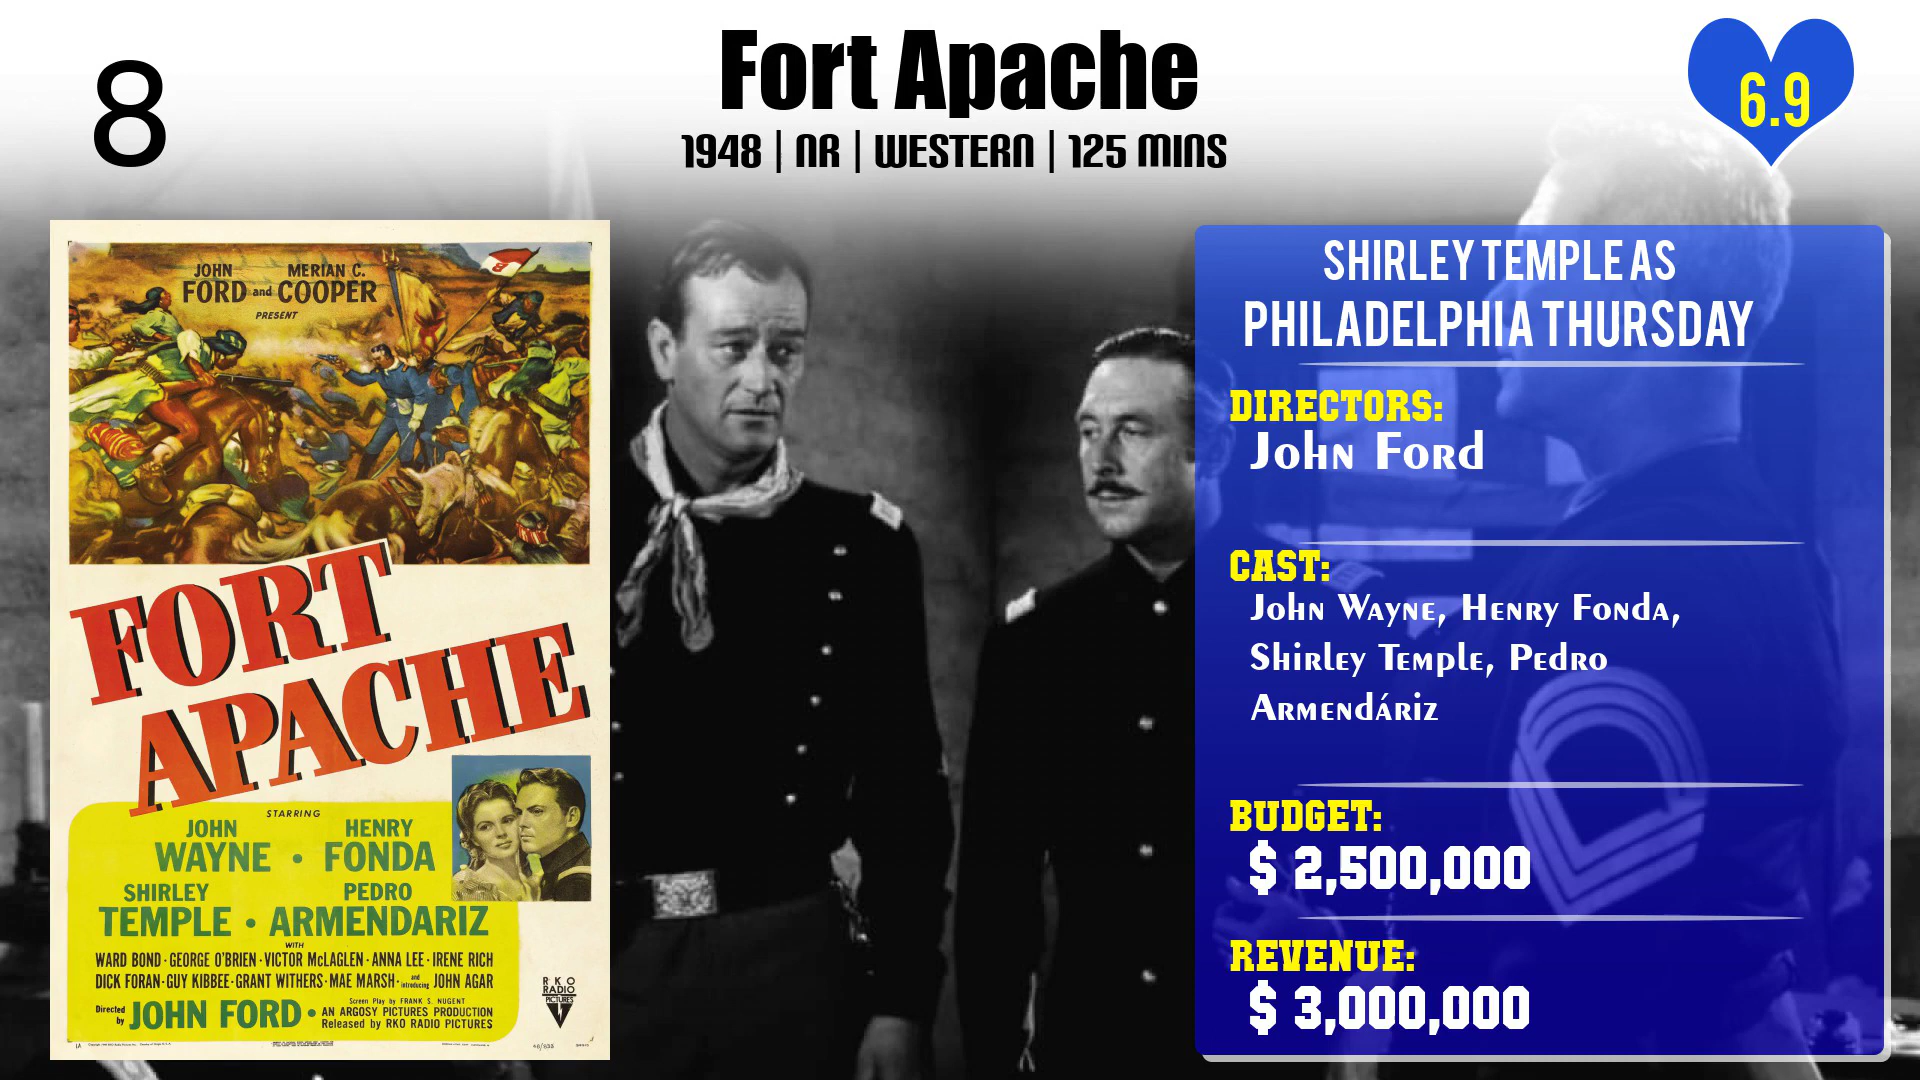 8
Fort Apache
1948 | NR | WESTERN | 125 MINS
6.9
JOHN FORD and MERIAN C. COOPER
PRESENT
FORT
APACHE
STARRING
JOHN WAYNE • HENRY FONDA
SHIRLEY TEMPLE • PEDRO ARMENDARIZ
WITH
WARD BOND · GEORGE O'BRIEN · VICTOR McLAGLEN · ANNA LEE · IRENE RICH
DICK FORAN · GUY KIBBEE · GRANT WITHERS · MAE MARSH · and introducing JOHN AGAR
Directed by JOHN FORD • Screen Play by FRANK S. NUGENT
AN ARGOSY PICTURES PRODUCTION
Released by RKO RADIO PICTURES
RKO
RADIO
PICTURES
SHIRLEY TEMPLE AS
PHILADELPHIA THURSDAY
DIRECTORS:
John Ford
CAST:
John Wayne, Henry Fonda,
Shirley Temple, Pedro
Armendáriz
BUDGET:
$ 2,500,000
REVENUE:
$ 3,000,000